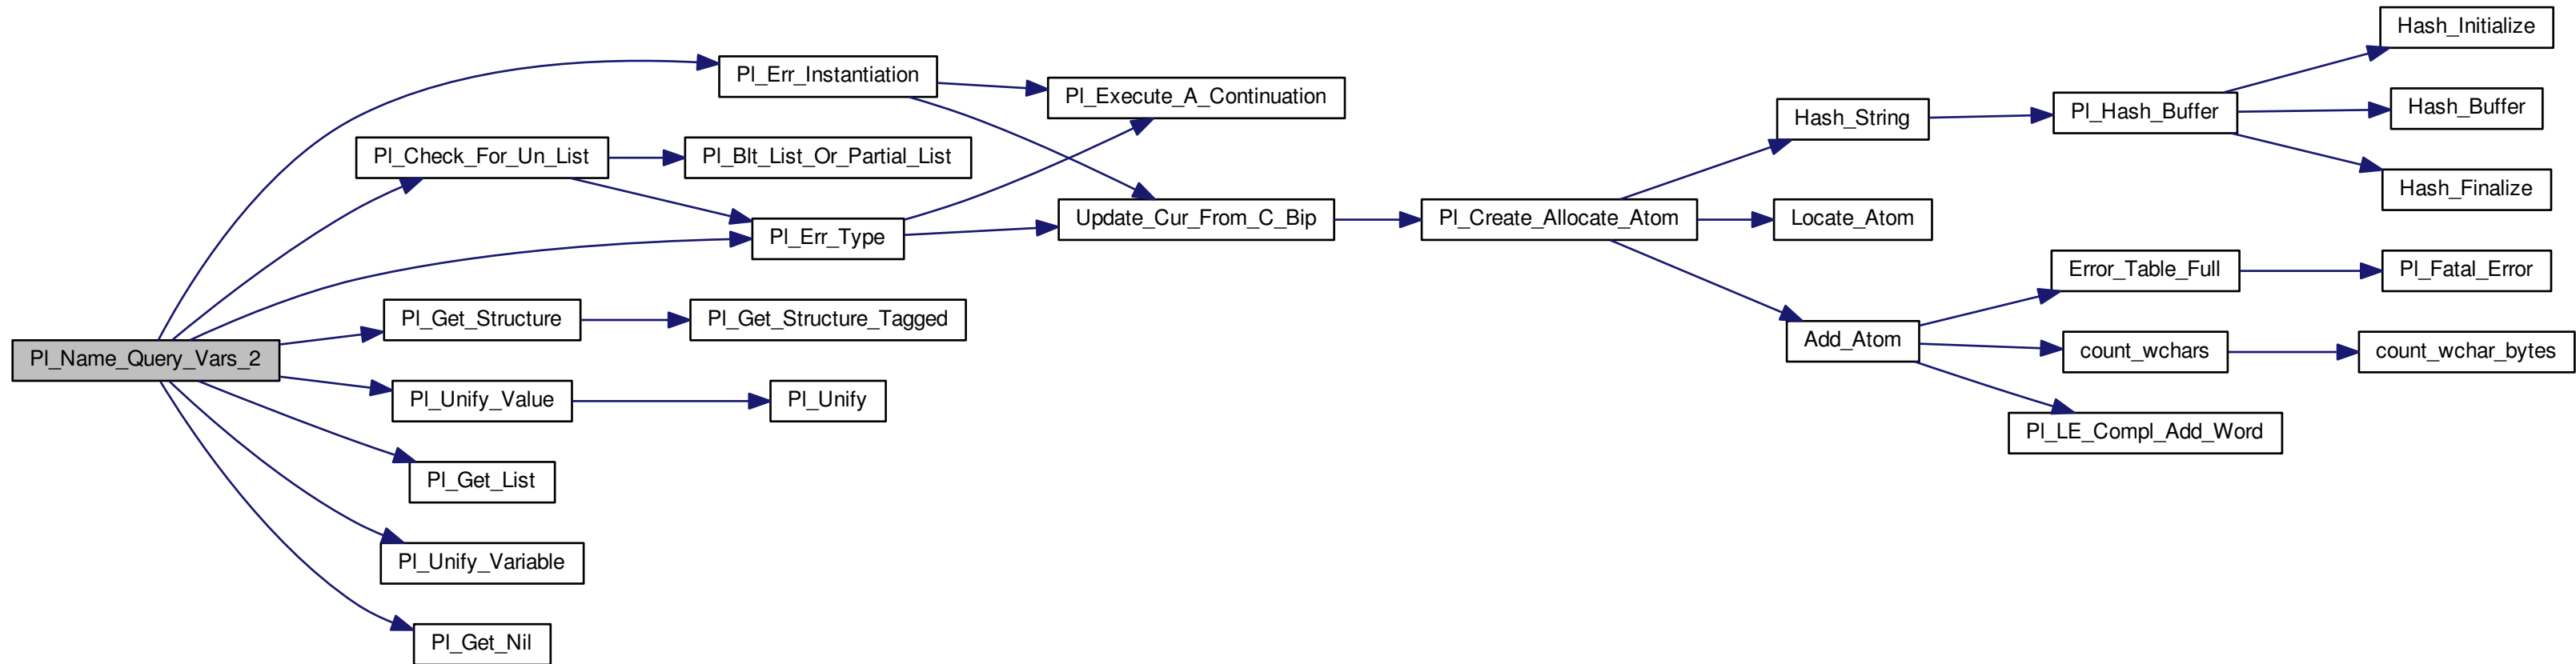 Pl_Name_Query_Vars_2
Pl_Err_Instantiation
Pl_Check_For_Un_List
Pl_Err_Type
Pl_Get_Structure
Pl_Unify_Value
Pl_Get_List
Pl_Unify_Variable
Pl_Get_Nil
Pl_Blt_List_Or_Partial_List
Pl_Get_Structure_Tagged
Pl_Unify
Pl_Execute_A_Continuation
Update_Cur_From_C_Bip
Pl_Create_Allocate_Atom
Hash_String
Locate_Atom
Add_Atom
Pl_Hash_Buffer
Error_Table_Full
count_wchars
Pl_LE_Compl_Add_Word
Hash_Initialize
Hash_Buffer
Hash_Finalize
Pl_Fatal_Error
count_wchar_bytes